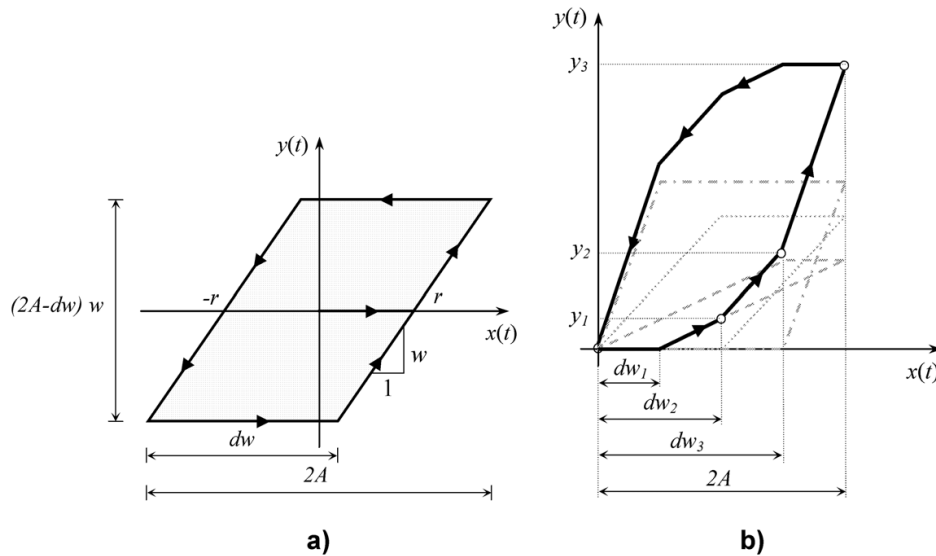 y(t)
(2A-dw) w
-r
r
x(t)
w
1
dw
2A
a)
y(t)
y3
y2
y1
x(t)
dw1
dw2
dw3
2A
b)